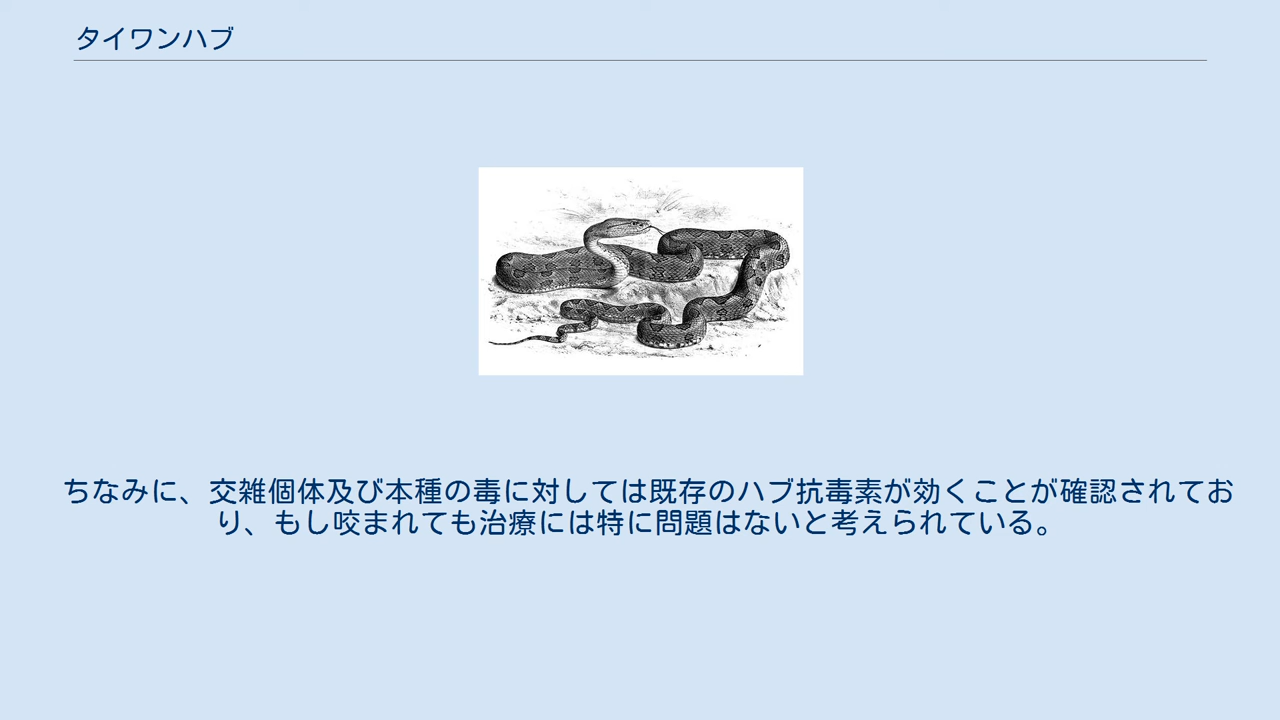 タイワンハブ
ちなみに、交雑個体及び本種の毒に対しては既存のハブ抗毒素が効くことが確認されてお
り、もし咬まれても治療には特に問題はないと考えられている。